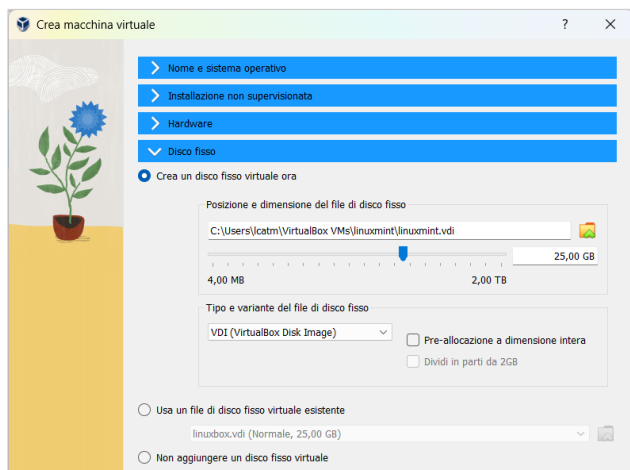 Crea macchina virtuale ?
Nome e sistema operativo
Installazione non supervisionata
Hardware
Disco fisso
Crea un disco fisso virtuale ora
Posizione e dimensione del file di disco fisso
C:\Users\lcatm\VirtualBox VMs\linuxmint\linuxmint.vdi
25,00 GB
4,00 MB 2,00 TB
Tipo e variante del file di disco fisso
VDI (VirtualBox Disk Image)
Pre-allocazione a dimensione intera
Dividi in parti da 2GB
Usa un file di disco fisso virtuale esistente
linuxbox.vdi (Normale, 25,00 GB)
Non aggiungere un disco fisso virtuale